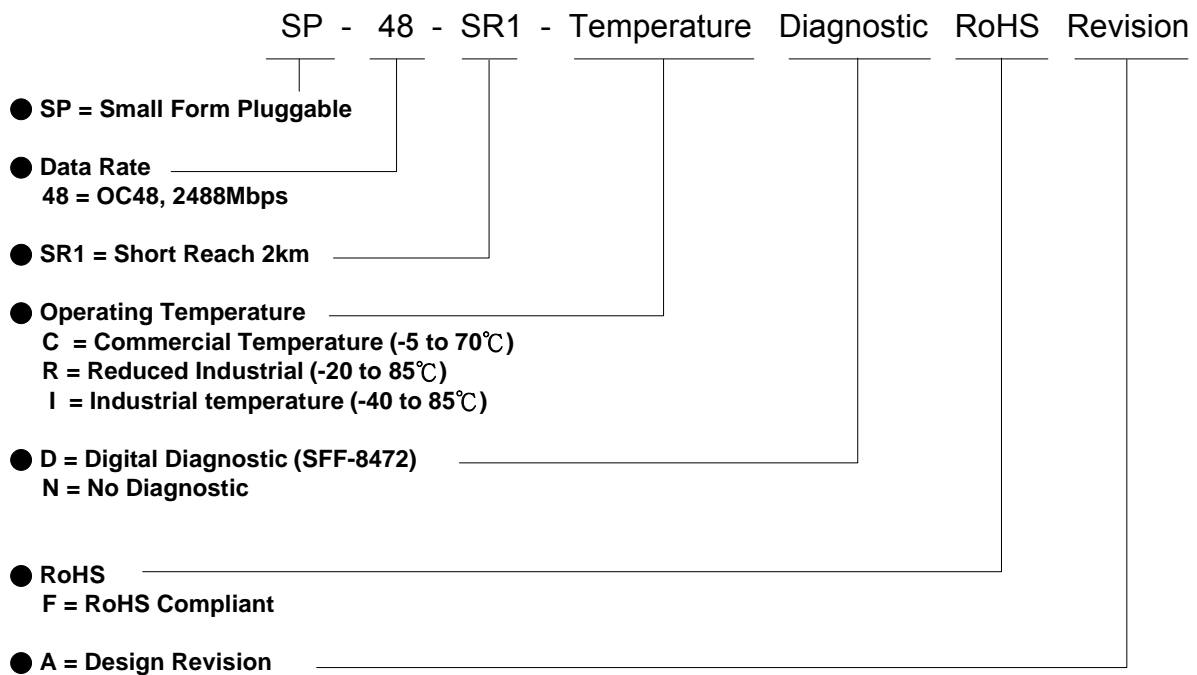 SP - 48 - SR1 - Temperature Diagnostic RoHS Revision
● SP = Small Form Pluggable
● Data Rate
48 = OC48, 2488Mbps
● SR1 = Short Reach 2km
● Operating Temperature
C = Commercial Temperature (-5 to 70℃)
R = Reduced Industrial (-20 to 85℃)
I = Industrial temperature (-40 to 85℃)
● D = Digital Diagnostic (SFF-8472)
N = No Diagnostic
● RoHS
F = RoHS Compliant
● A = Design Revision